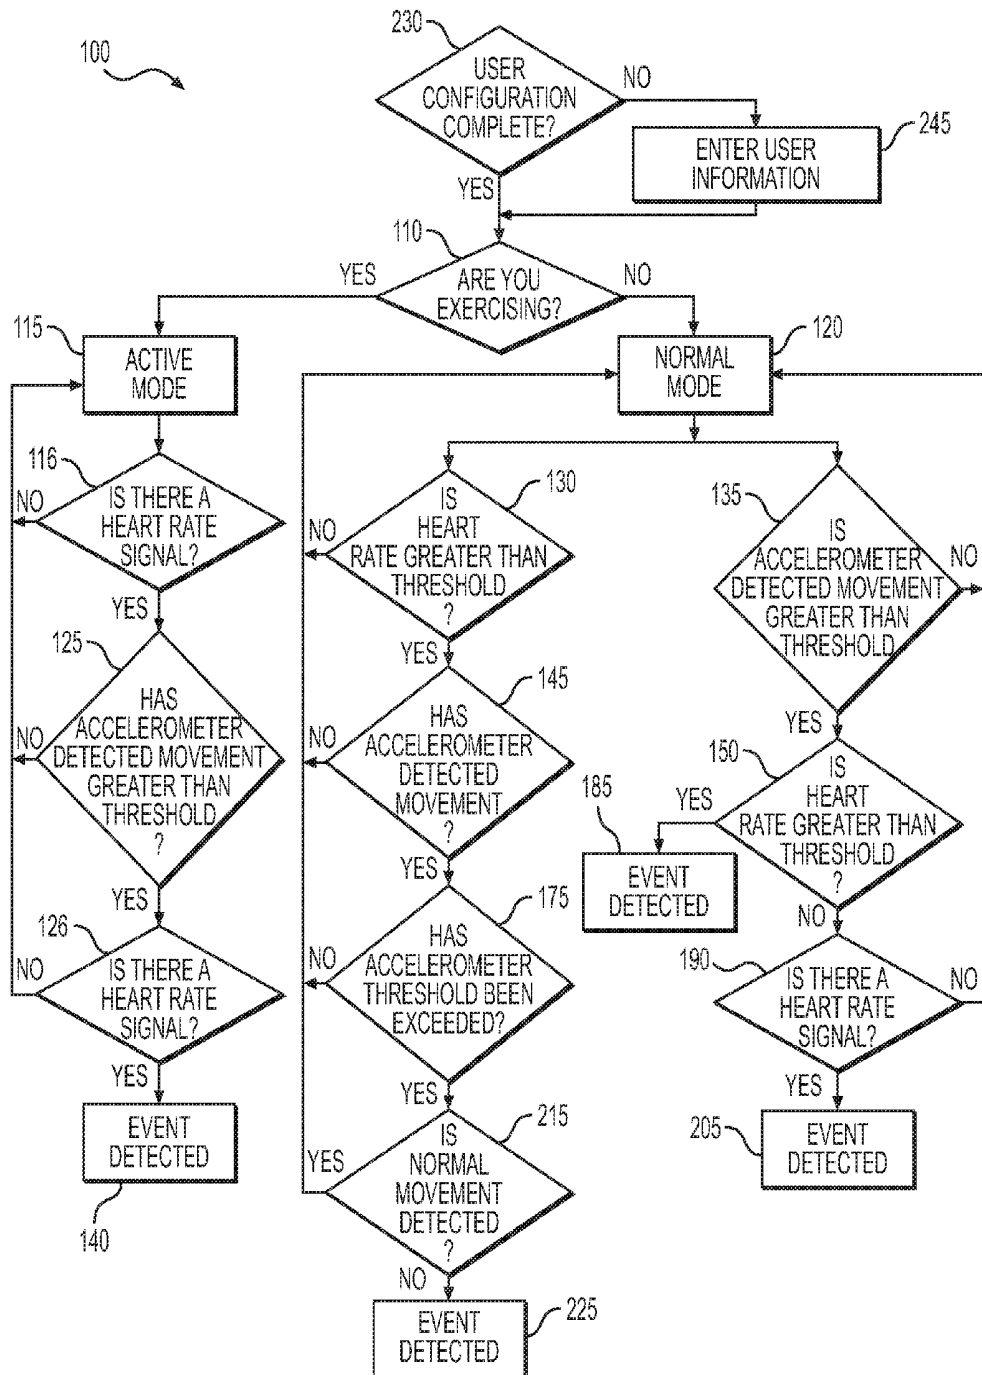 100
230
USER
CONFIGURATION
COMPLETE?
NO
245
ENTER USER
INFORMATION
YES
110
YES
ARE YOU
EXERCISING?
NO
115
ACTIVE
MODE
120
NORMAL
MODE
116
NO
IS THERE A
HEART RATE
SIGNAL?
YES
125
HAS
ACCELEROMETER
DETECTED MOVEMENT
GREATER THAN
THRESHOLD
?
NO
YES
126
NO
IS THERE A
HEART RATE
SIGNAL?
YES
EVENT
DETECTED
140
130
NO
IS
HEART
RATE GREATER THAN
THRESHOLD
?
YES
145
NO
HAS
ACCELEROMETER
DETECTED
MOVEMENT
?
YES
175
NO
HAS
ACCELEROMETER
THRESHOLD BEEN
EXCEEDED?
YES
215
YES
IS
NORMAL
MOVEMENT
DETECTED
?
NO
EVENT
DETECTED
225
135
IS
ACCELEROMETER
DETECTED MOVEMENT
GREATER THAN
THRESHOLD
NO
YES
150
YES
IS
HEART
RATE GREATER THAN
THRESHOLD
?
185
EVENT
DETECTED
NO
190
IS THERE A
HEART RATE
SIGNAL?
NO
YES
205
EVENT
DETECTED